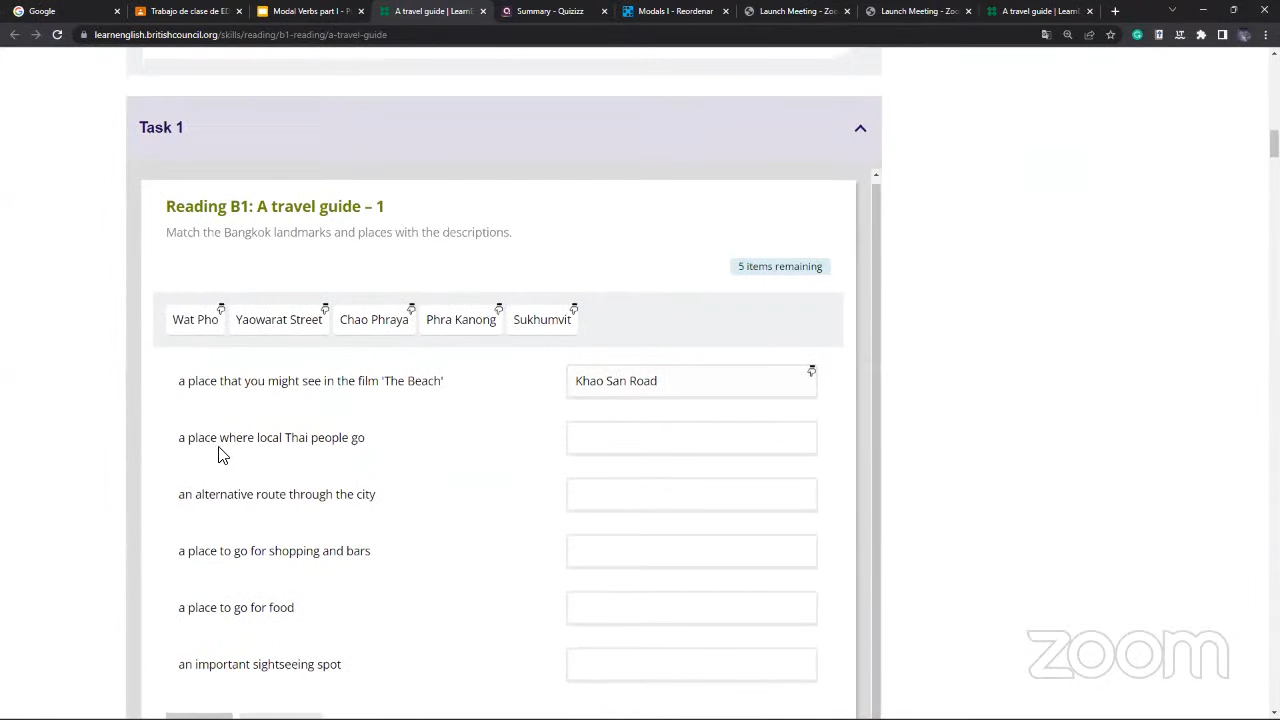 Google
Trabajo de clase de ED
Modal Verbs part I - P
A travel guide | LearnE
Summary - Quizizz
Modals I - Reordenar
Launch Meeting - Zoo
Launch Meeting - Zoo
A travel guide | LearnE
learnenglish.britishcouncil.org/skills/reading/b1-reading/a-travel-guide
Task 1
Reading B1: A travel guide – 1
Match the Bangkok landmarks and places with the descriptions.
5 items remaining
Wat Pho
Yaowarat Street
Chao Phraya
Phra Kanong
Sukhumvit
a place that you might see in the film 'The Beach'
Khao San Road
a place where local Thai people go
an alternative route through the city
a place to go for shopping and bars
a place to go for food
an important sightseeing spot
zoom